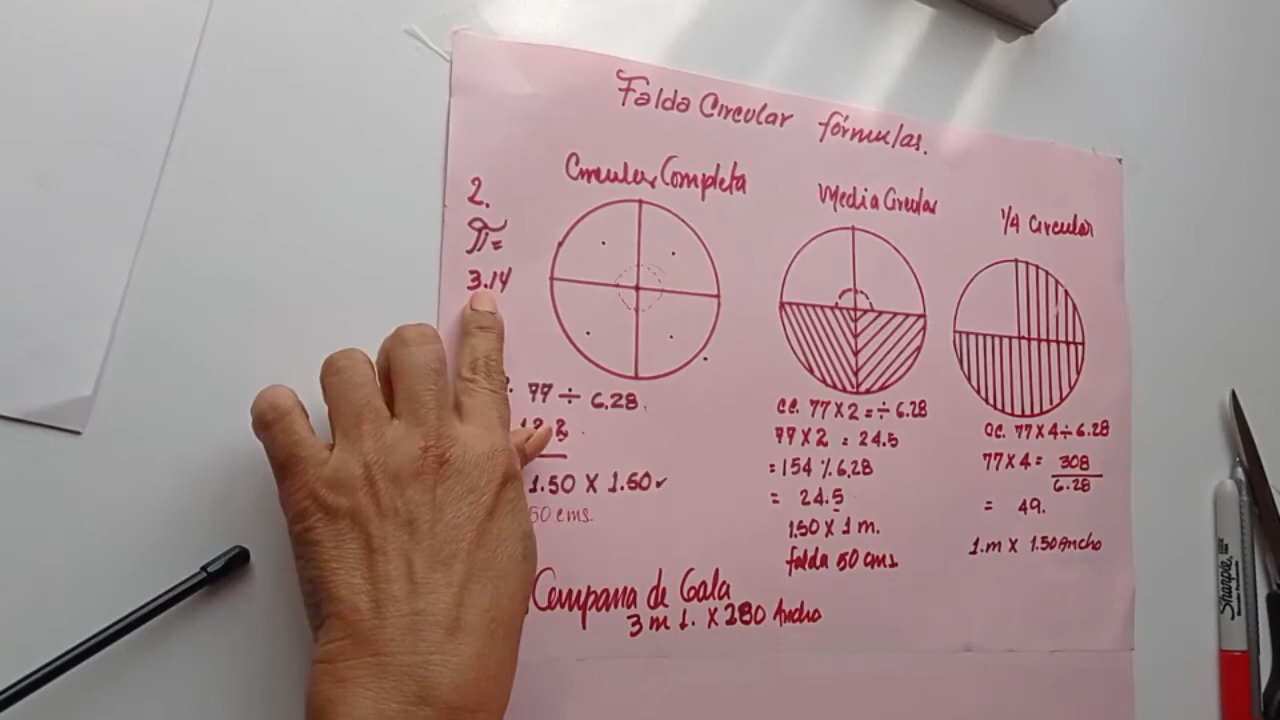 Falda Circular fórmulas.
Circular Completa
2.
π=
3.14
77 ÷ 6.28.
1.50 X 1.50
50 cms.
Media Circular
CC. 77 X 2 = ÷ 6.28
77 X 2 = 24.5
= 154 % 6.28
= 24.5
1.50 X 1 m.
falda 50 cms
1/4 Circular
CC. 77 X 4 ÷ 6.28
77 X 4 = 308
6.28
= 49.
1.m X 1.50 Ancho
Campana de Gala
3 m l. X 280 Ancho
Sharpie